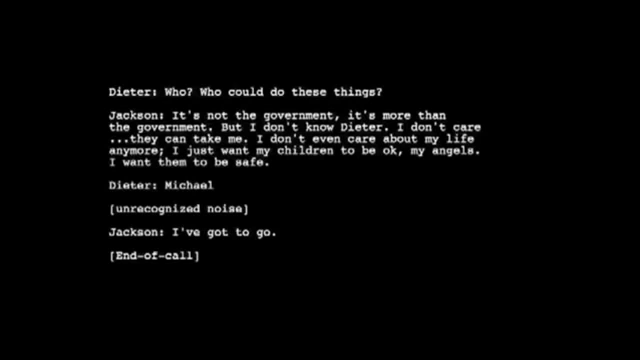 Dieter: Who? Who could do these things?
Jackson: It's not the government, it's more than
the government. But I don't know Dieter. I don't care
...they can take me. I don't even care about my life
anymore; I just want my children to be ok, my angels.
I want them to be safe.
Dieter: Michael
[unrecognized noise]
Jackson: I've got to go.
[End-of-call]